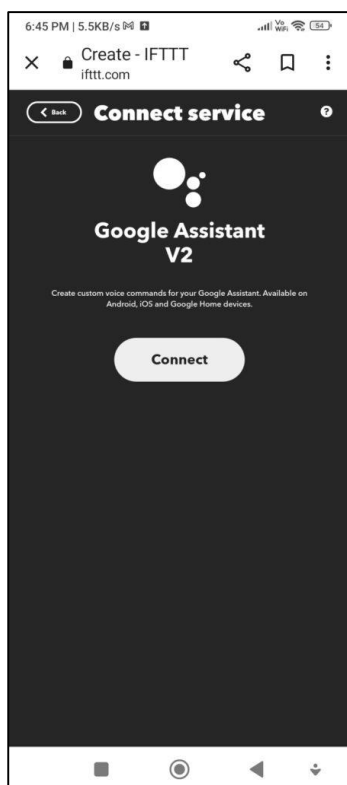 6:45 PM | 5.5KB/s Vo WiFi 54
Create - IFTTT
ifttt.com
Back Connect service ?
Google Assistant
V2
Create custom voice commands for your Google Assistant. Available on
Android, iOS and Google Home devices.
Connect